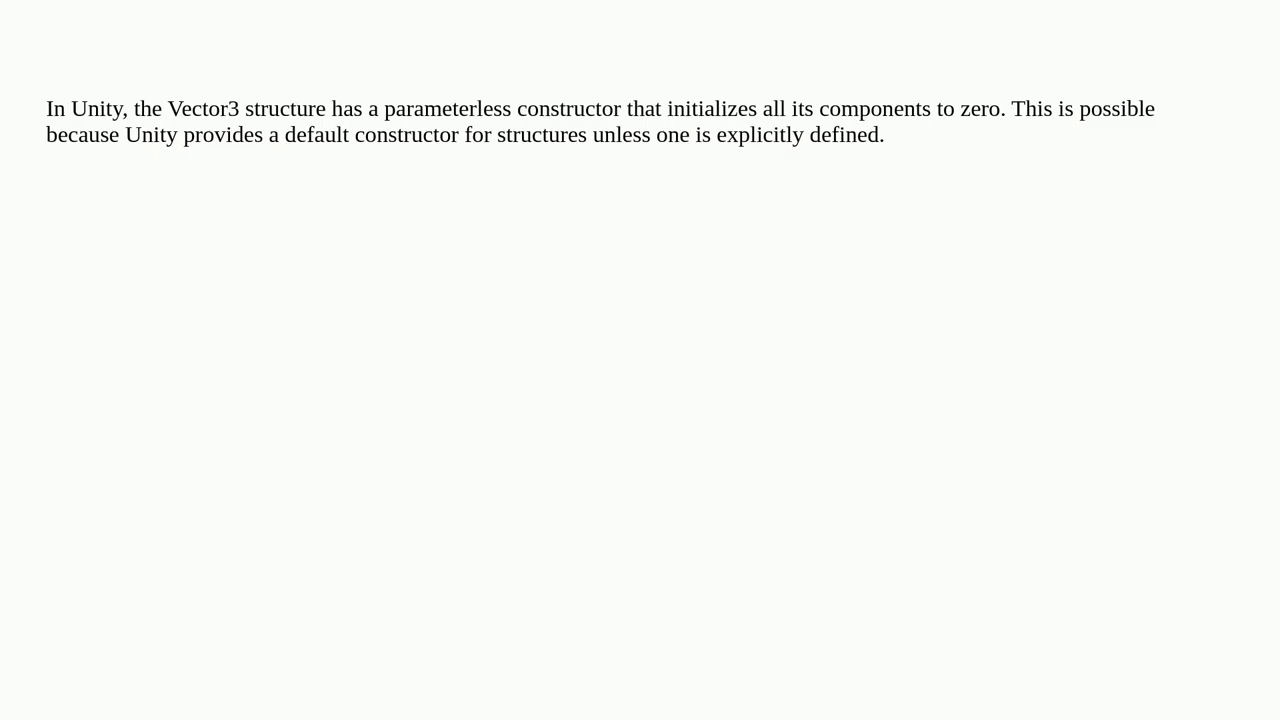 In Unity, the Vector3 structure has a parameterless constructor that initializes all its components to zero. This is possible
because Unity provides a default constructor for structures unless one is explicitly defined.